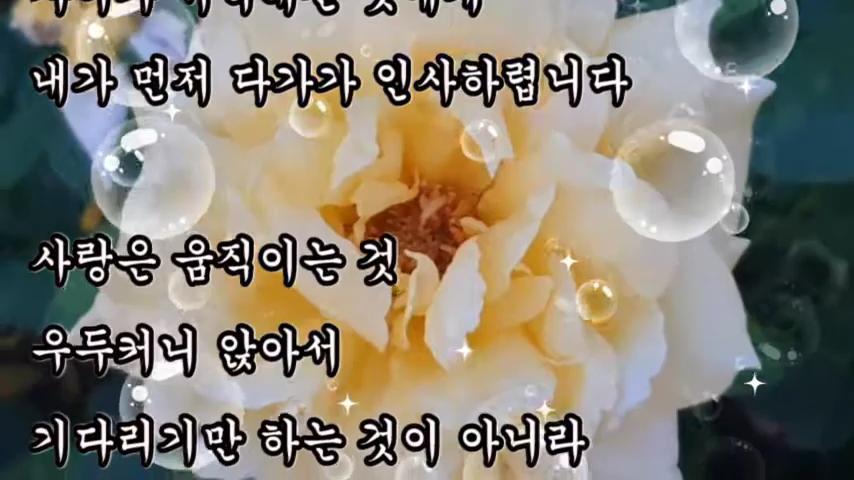 내가 먼저 다가가 인사하렵니다
사랑은 움직이는 것
우두커니 앉아서
기다리기만 하는 것이 아니라